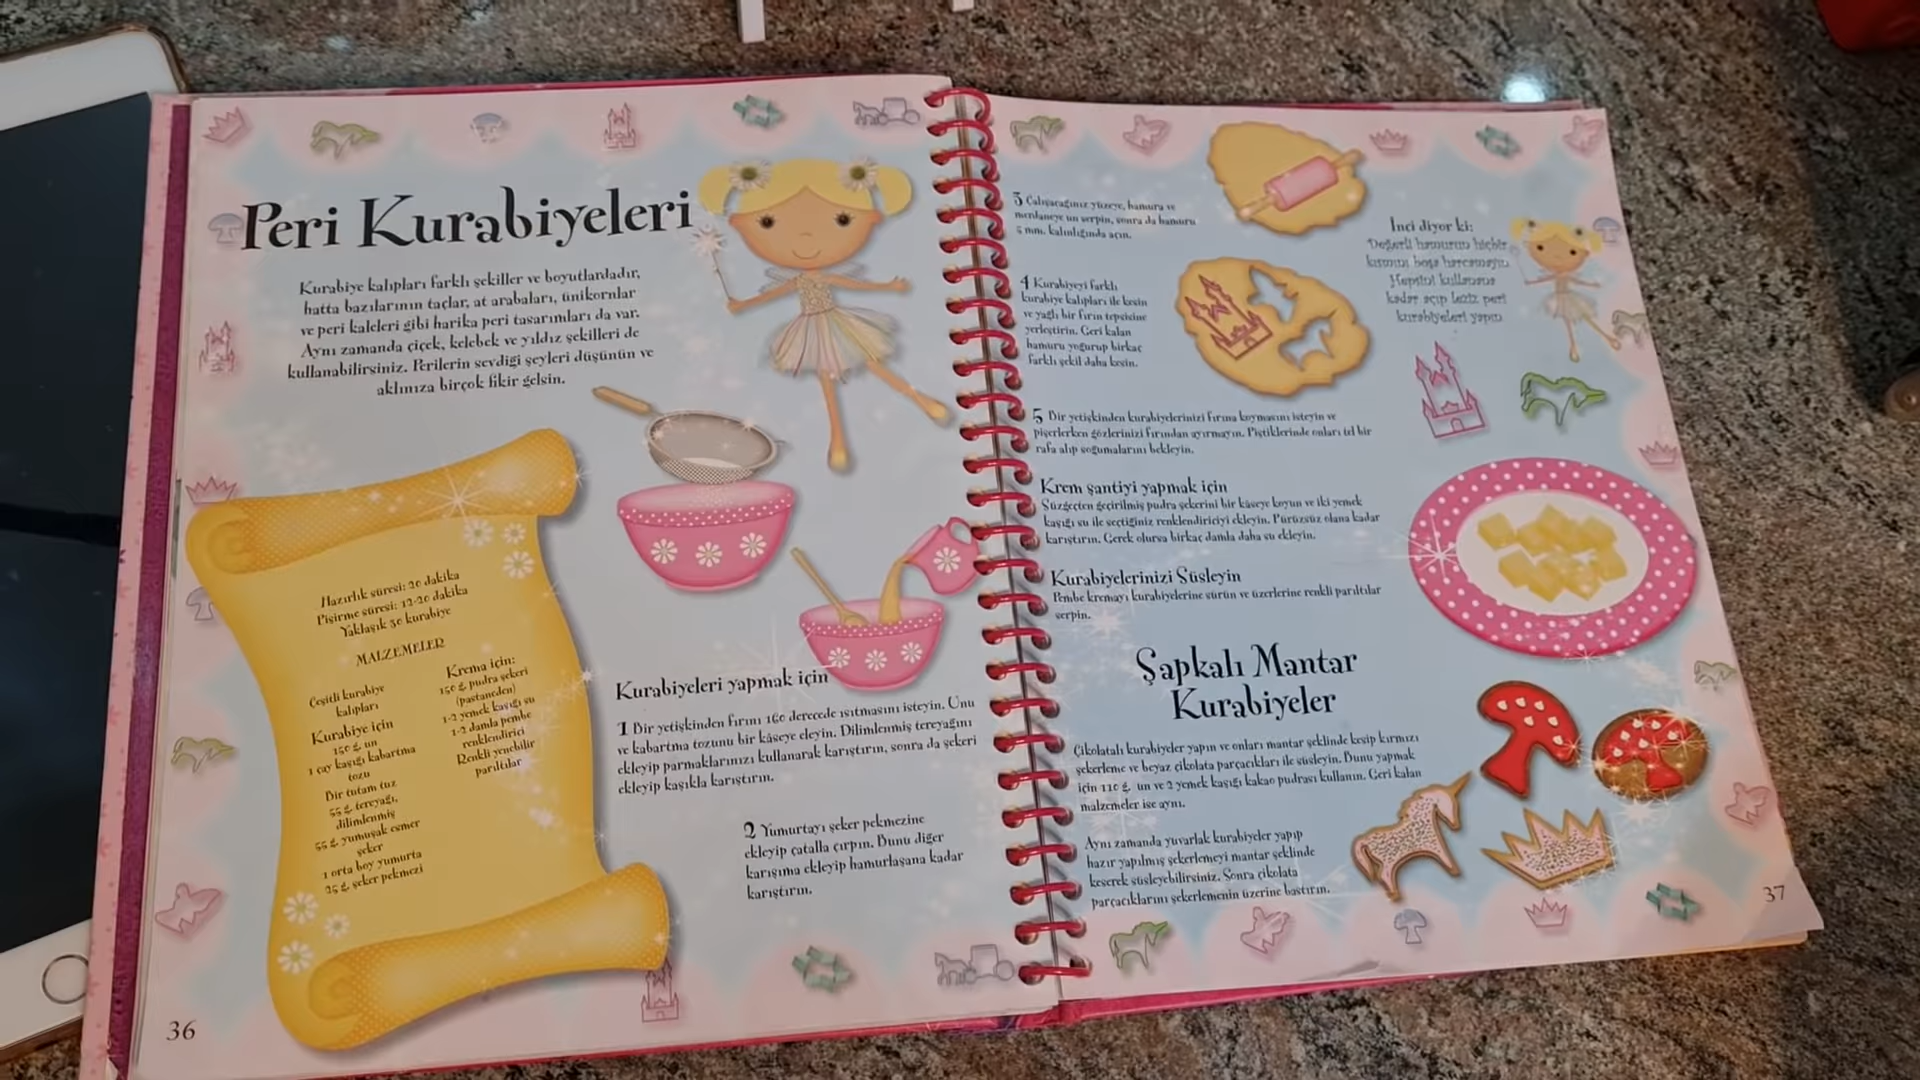 Peri Kurabiyeleri
Kurabiye kalıpları farklı şekiller ve boyutlardadır,
hatta bazılarının taçlar, at arabaları, ünikornlar
ve peri kaleleri gibi harika peri tasarımları da var.
Aynı zamanda çiçek, kelebek ve yıldız şekilleri de
kullanabilirsiniz. Perilerin sevdiği şeyleri düşünün ve
aklınıza birçok fikir gelsin.
Hazırlık süresi: 20 dakika
Pişirme süresi: 12-20 dakika
Yaklaşık 30 kurabiye
MALZEMELER
Çeşitli kurabiye
kalıpları
Kurabiye için
150 g. un
1 çay kaşığı kabartma
tozu
Bir tutam tuz
55 g. tereyağı,
dilimlenmiş
55 g. yumuşak esmer
şeker
1 orta boy yumurta
25 g. şeker pekmezi
Krema için:
150 g. pudra şekeri
(pastaneden)
1-2 yemek kaşığı su
1-2 damla pembe
renklendirici
Renkli yenebilir
parıltılar
Kurabiyeleri yapmak için
1 Bir yetişkinden fırını 160 derecede ısıtmasını isteyin. Unu
ve kabartma tozunu bir kâseye eleyin. Dilimlenmiş tereyağını
ekleyip parmaklarınızı kullanarak karıştırın, sonra da şekeri
ekleyip kaşıkla karıştırın.
2 Yumurtayı şeker pekmezine
ekleyip çatalla çırpın. Bunu diğer
karışıma ekleyip hamurlaşana kadar
karıştırın.
36
3 Çalışacağınız yüzeye, hamura ve
merdaneye un serpin, sonra da hamuru
5 mm. kalınlığında açın.
4 Kurabiyeyi farklı
kurabiye kalıpları ile kesin
ve yağlı bir fırın tepsisine
yerleştirin. Geri kalan
hamuru yoğurup birkaç
farklı şekil daha kesin.
İnci diyor ki:
Değerli hamurun hiçbir
kısmını boşa harcamayın
Hepsini kullanana
kadar açıp leziz peri
kurabiyeleri yapın
5 Bir yetişkinden kurabiyelerinizi fırına koymasını isteyin ve
pişerlerken gözlerinizi fırından ayırmayın. Piştiklerinde onları tel bir
rafa alıp soğumalarını bekleyin.
Krem şantiyi yapmak için
Süzgeçten geçirilmiş pudra şekerini bir kâseye koyun ve iki yemek
kaşığı su ile seçtiğiniz renklendiriciyi ekleyin. Pürüzsüz olana kadar
karıştırın. Gerek olursa birkaç damla daha su ekleyin.
Kurabiyelerinizi Süsleyin
Pembe kremayı kurabiyelerine sürün ve üzerlerine renkli parıltılar
serpin.
Şapkalı Mantar
Kurabiyeler
Çikolatalı kurabiyeler yapın ve onları mantar şeklinde kesip kırmızı
şekerleme ve beyaz çikolata parçacıkları ile süsleyin. Bunu yapmak
için 110 g. un ve 2 yemek kaşığı kakao pudrası kullanın. Geri kalan
malzemeler ise aynı.
Aynı zamanda yuvarlak kurabiyeler yapıp
hazır yapılmış şekerlemeyi mantar şeklinde
keserek süsleyebilirsiniz. Sonra çikolata
parçacıklarını şekerlemenin üzerine bastırın.
37